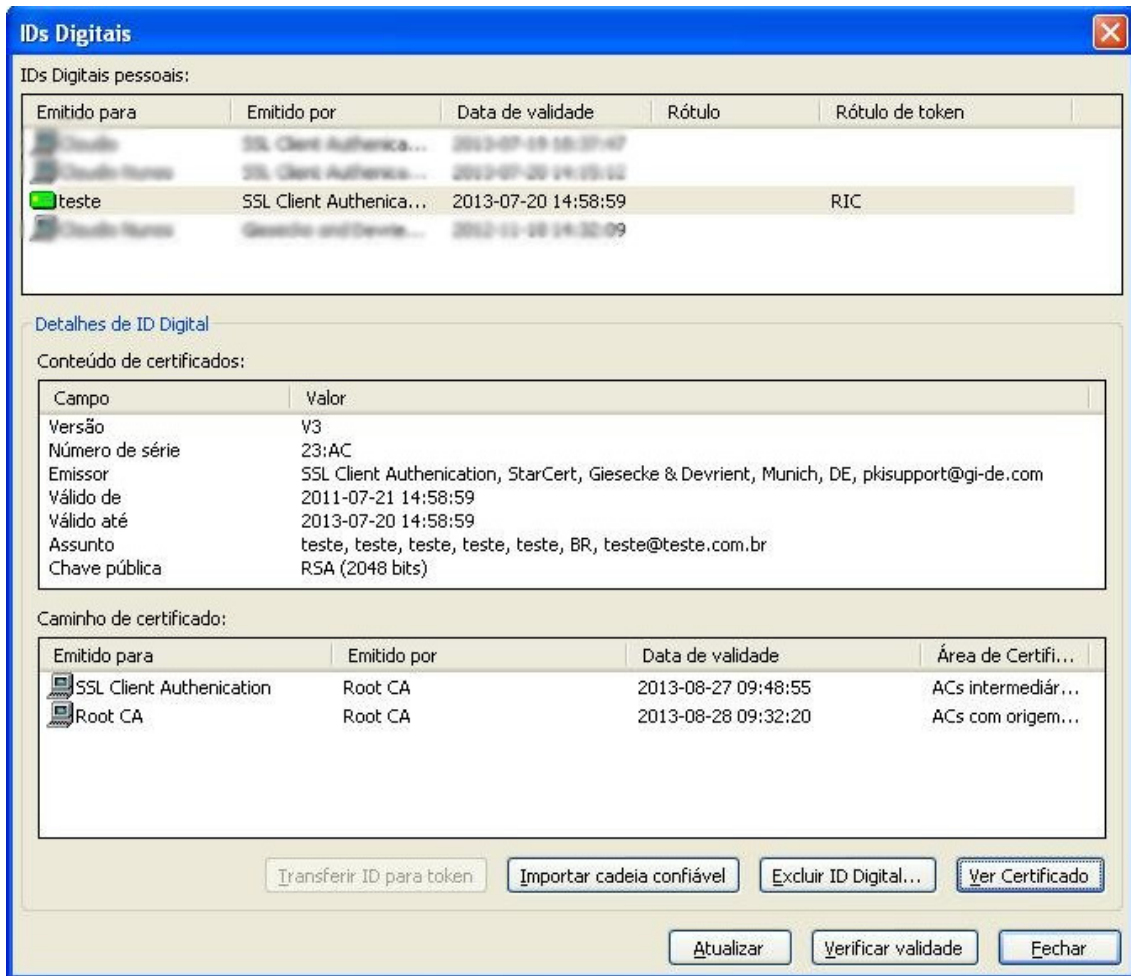 IDs Digitais
IDs Digitais pessoais:
Emitido para Emitido por Data de validade Rótulo Rótulo de token
teste SSL Client Authenica... 2013-07-20 14:58:59 RIC
Detalhes de ID Digital
Conteúdo de certificados:
Campo Valor
Versão V3
Número de série 23:AC
Emissor SSL Client Authenication, StarCert, Giesecke & Devrient, Munich, DE, pkisupport@gi-de.com
Válido de 2011-07-21 14:58:59
Válido até 2013-07-20 14:58:59
Assunto teste, teste, teste, teste, teste, BR, teste@teste.com.br
Chave pública RSA (2048 bits)
Caminho de certificado:
Emitido para Emitido por Data de validade Área de Certifi...
SSL Client Authenication Root CA 2013-08-27 09:48:55 ACs intermediár...
Root CA Root CA 2013-08-28 09:32:20 ACs com origem...
Transferir ID para token Importar cadeia confiável Excluir ID Digital... Ver Certificado
Atualizar Verificar validade Fechar